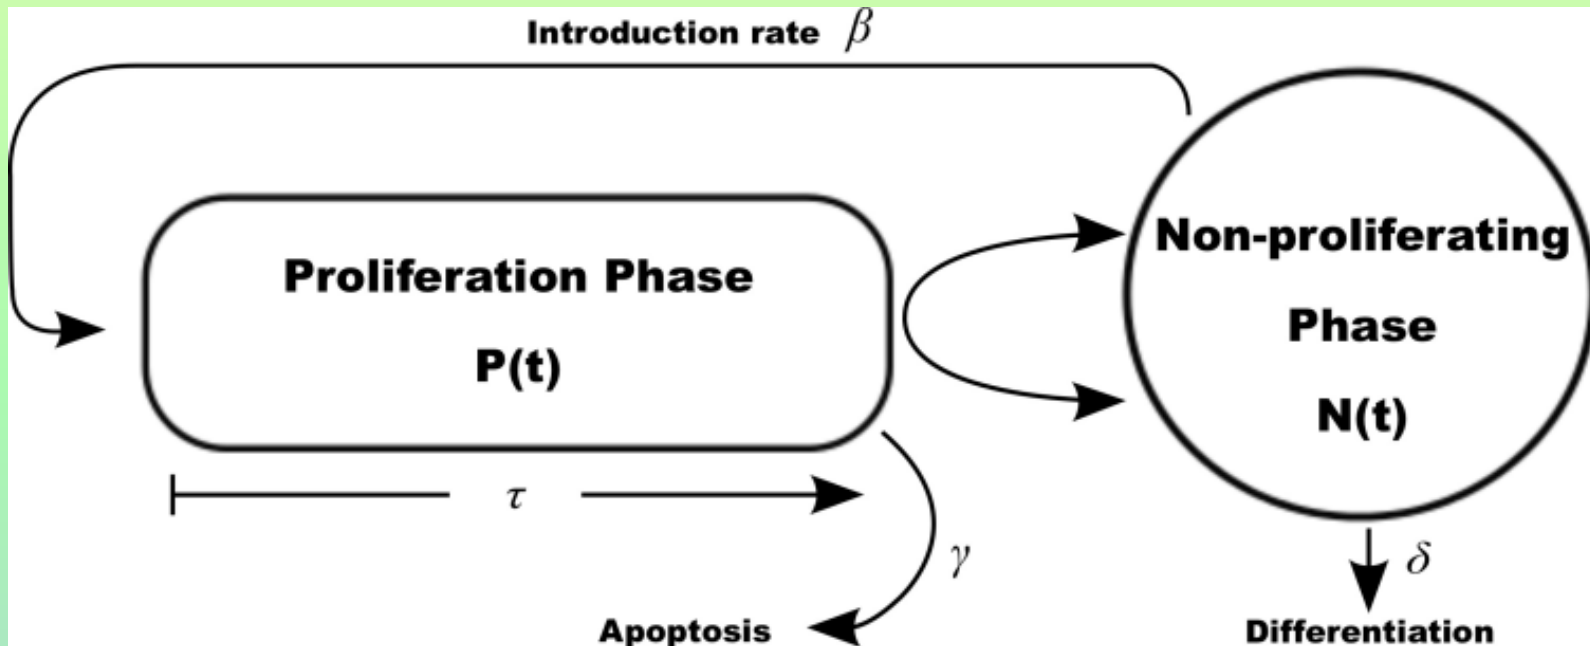 Introduction rate β
Proliferation Phase
P(t)
Non-proliferating
Phase
N(t)
τ
γ
δ
Apoptosis
Differentiation